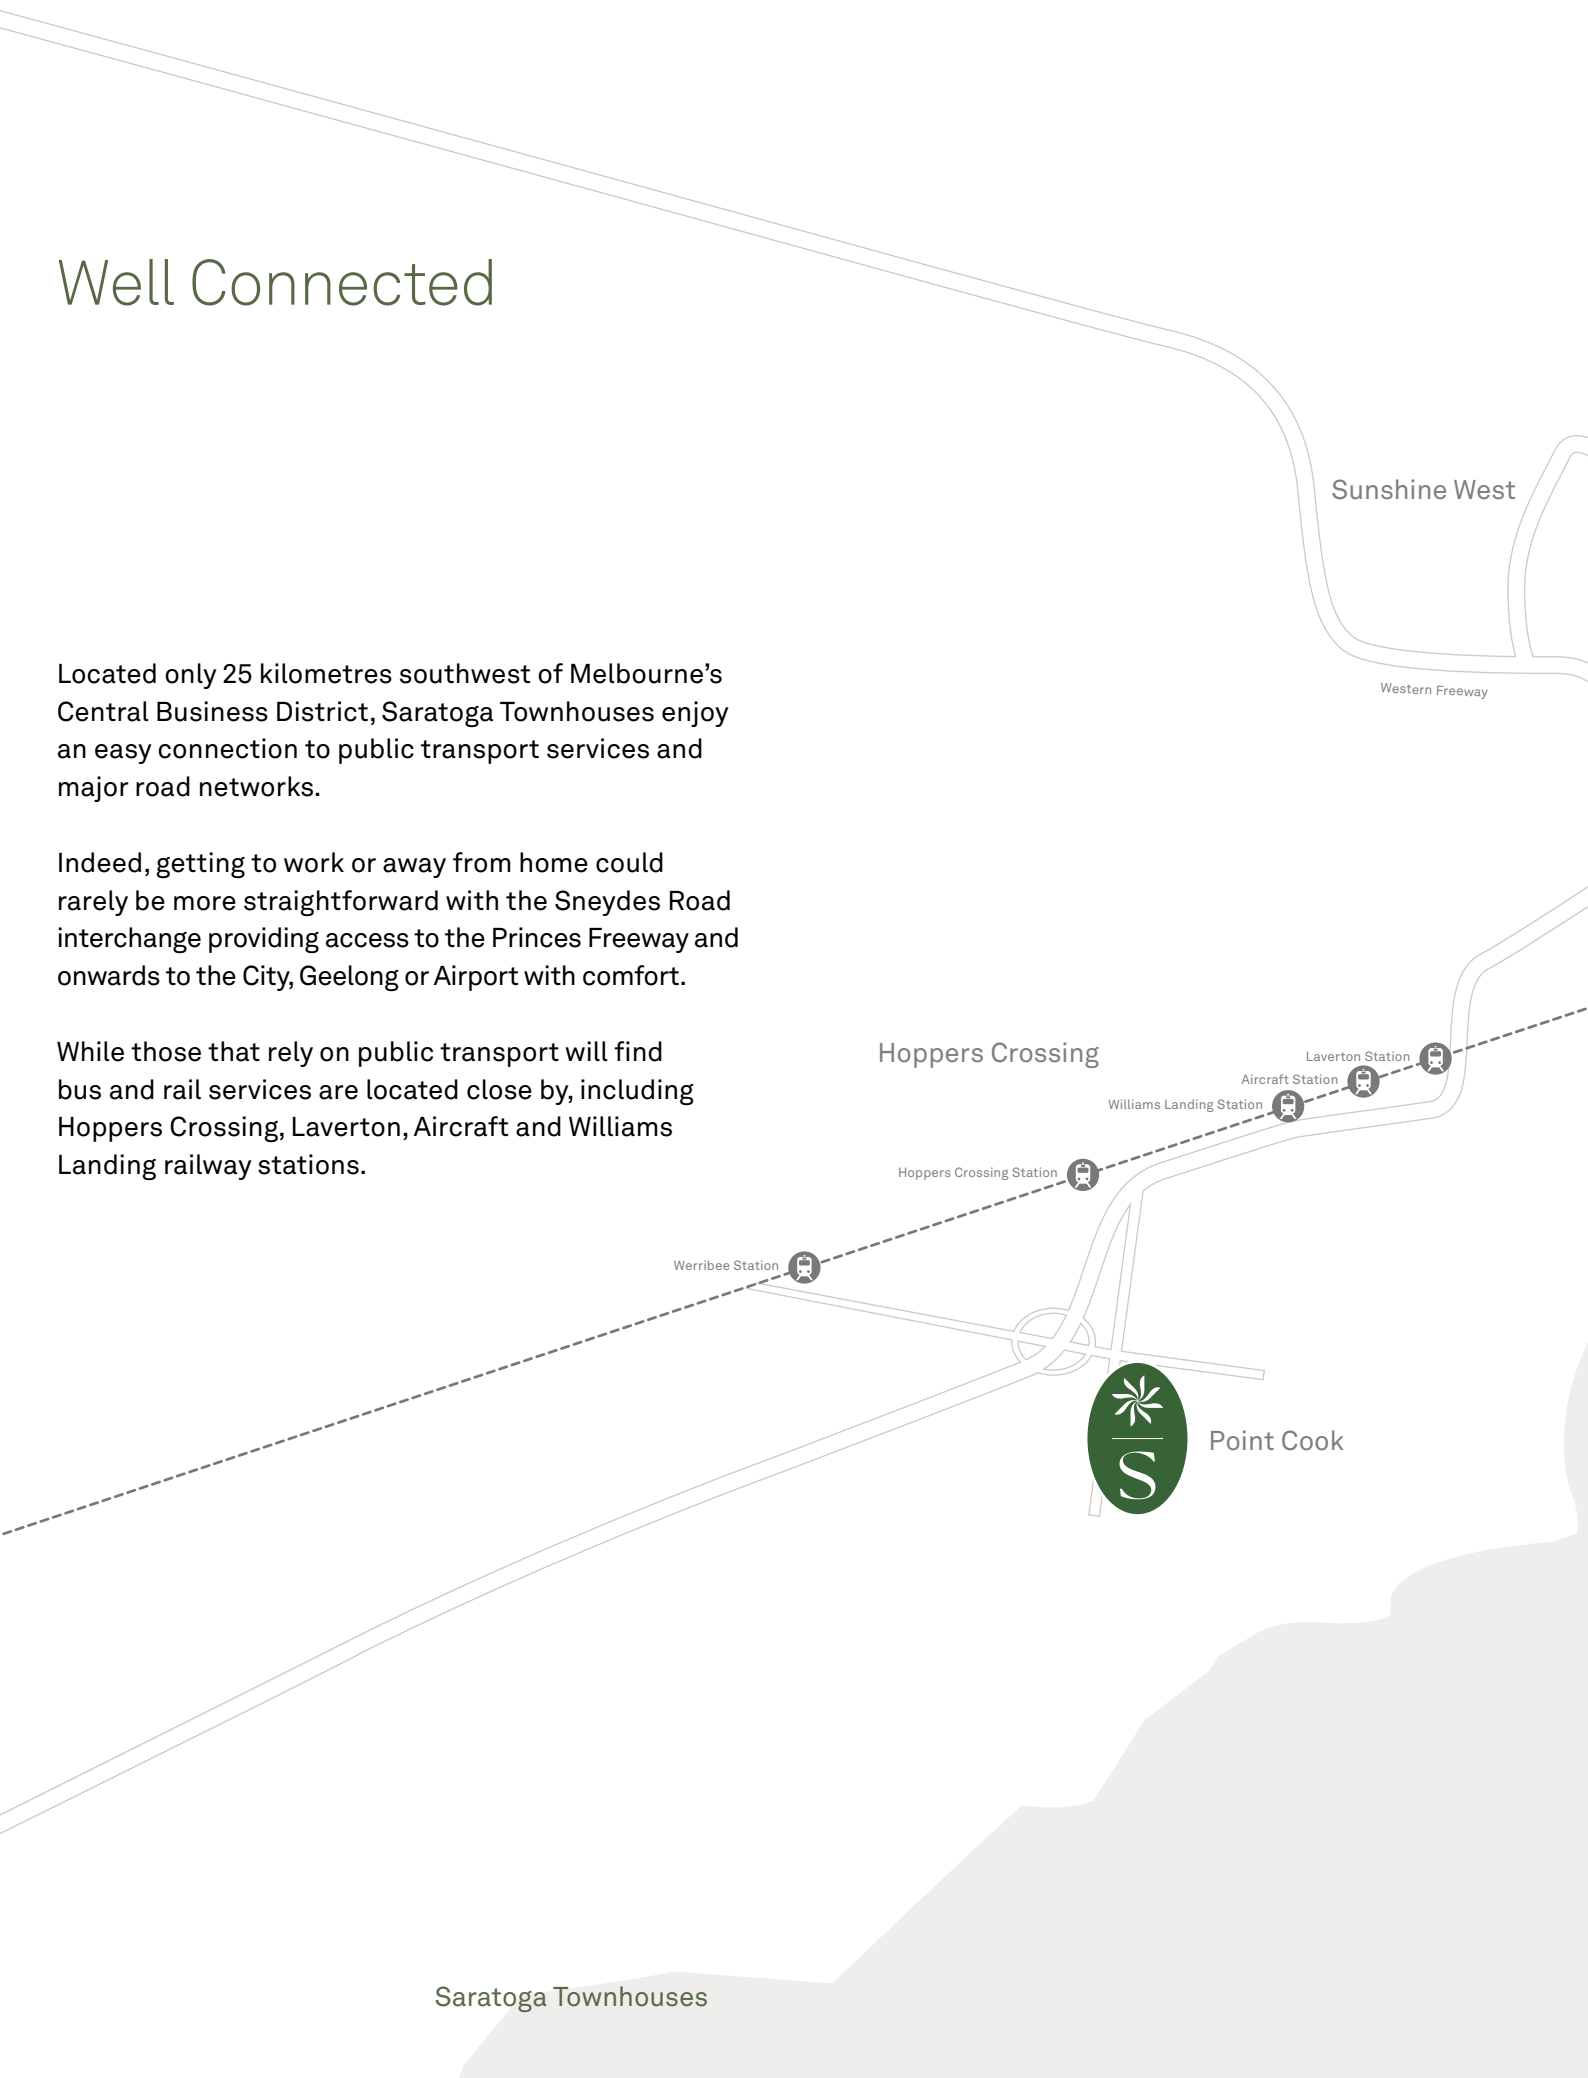 Well Connected
Sunshine West
Western Freeway
Located only 25 kilometres southwest of Melbourne’s
Central Business District, Saratoga Townhouses enjoy
an easy connection to public transport services and
major road networks.
Indeed, getting to work or away from home could
rarely be more straightforward with the Sneydes Road
interchange providing access to the Princes Freeway and
onwards to the City, Geelong or Airport with comfort.
While those that rely on public transport will find
bus and rail services are located close by, including
Hoppers Crossing, Laverton, Aircraft and Williams
Landing railway stations.
Hoppers Crossing
Laverton Station
Aircraft Station
Williams Landing Station
Hoppers Crossing Station
Werribee Station
S
Point Cook
Saratoga Townhouses